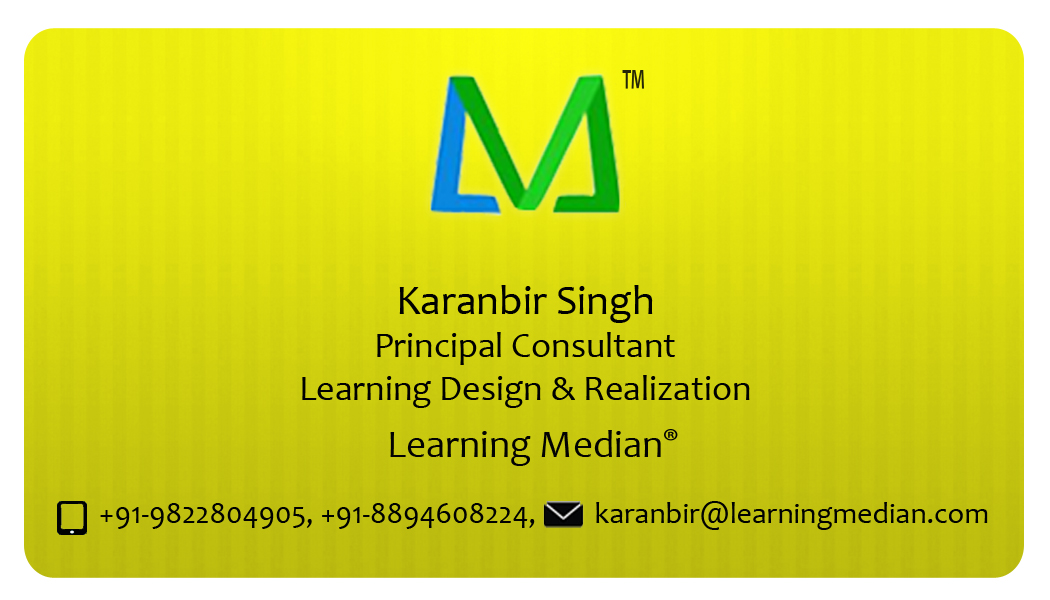 TM
Karanbir Singh
Principal Consultant
Learning Design & Realization
Learning Median®
+91-9822804905, +91-8894608224, karanbir@learningmedian.com